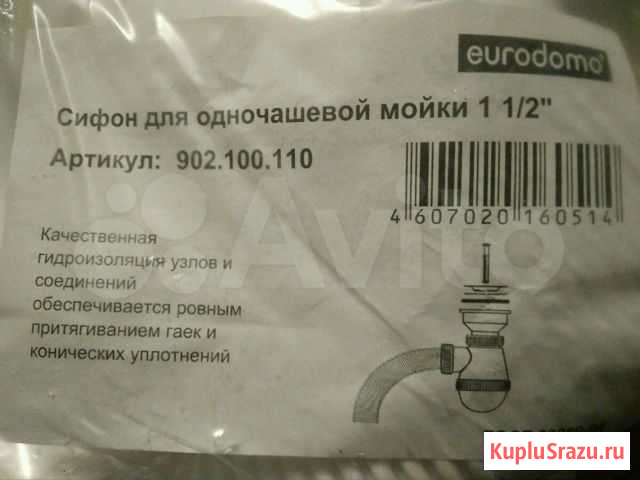 eurodomo
Сифон для одночашевой мойки 1 1/2"
Артикул: 902.100.110
4 607020 160514
Качественная
гидроизоляция узлов и
соединений
обеспечивается ровным
притягиванием гаек и
конических уплотнений
Avito
KupluSrazu.ru